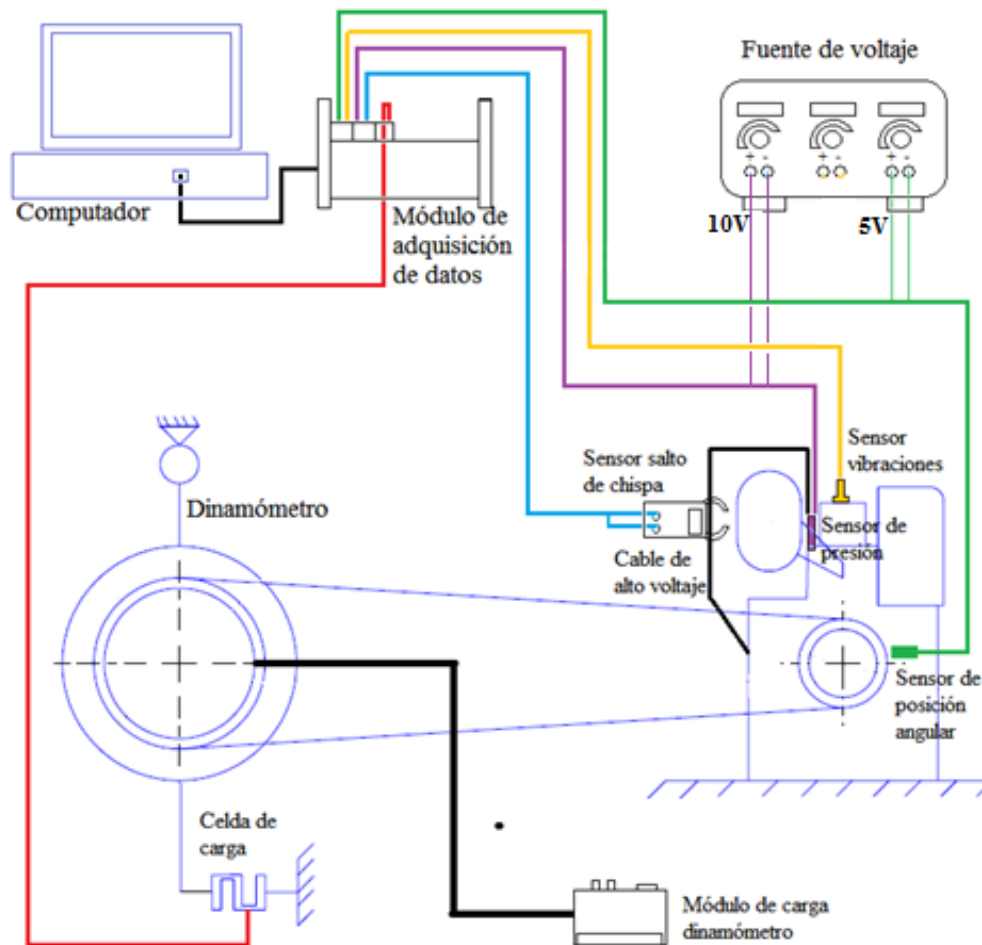 Fuente de voltaje
+ - + - + -
10V
5V
Computador
Módulo de
adquisición
de datos
Sensor salto
de chispa
Sensor
vibraciones
Dinamómetro
Sensor de
presión
Cable de
alto voltaje
Sensor de
posición
angular
Celda de
carga
Módulo de carga
dinamómetro